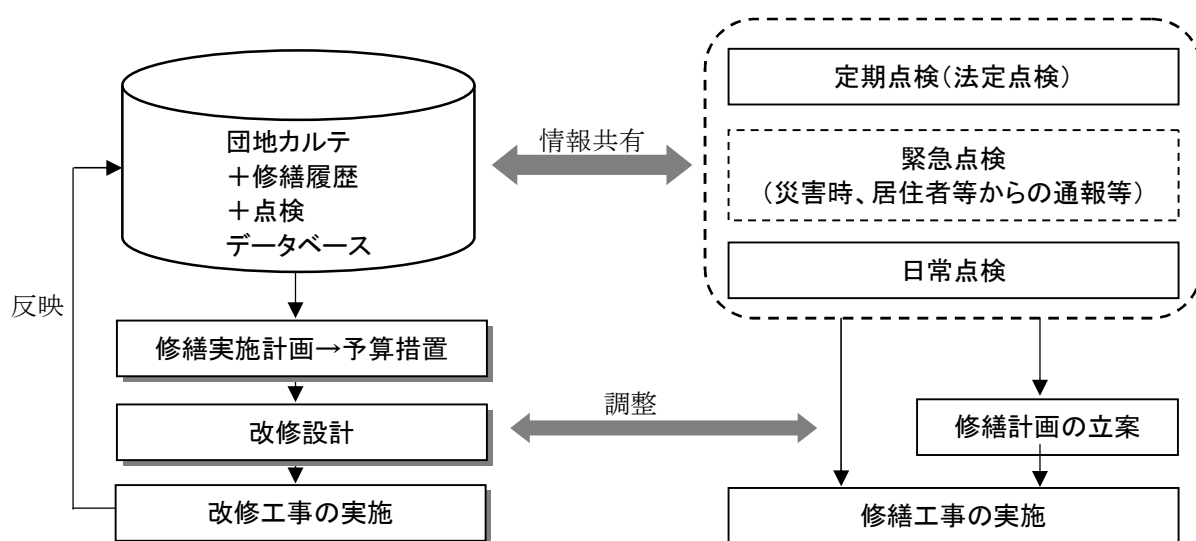 団地カルテ
＋修繕履歴
＋点検
データベース
反映
修繕実施計画→予算措置
改修設計
改修工事の実施
情報共有
調整
定期点検（法定点検）
緊急点検
（災害時、居住者等からの通報等）
日常点検
修繕計画の立案
修繕工事の実施